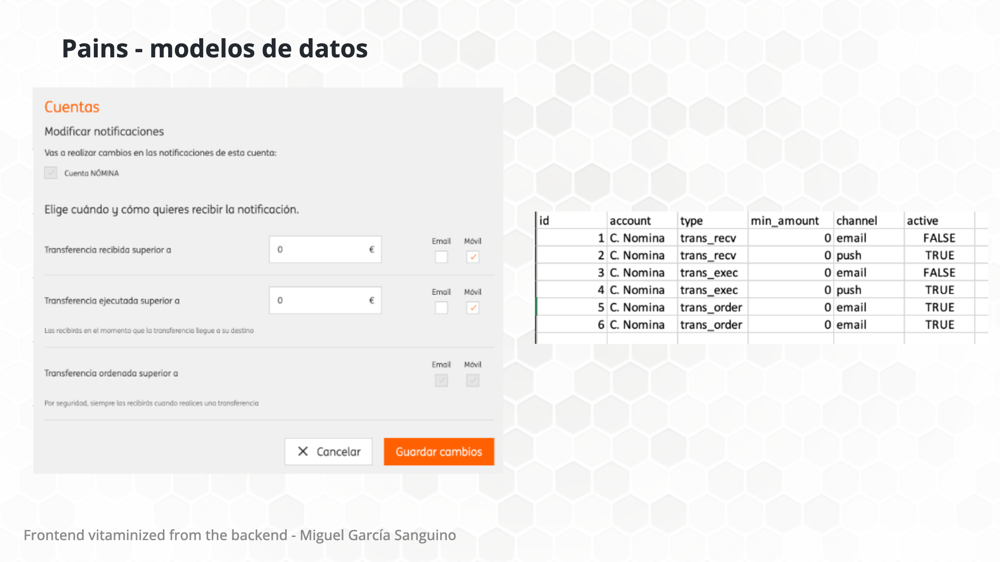 Pains - modelos de datos
Cuentas
Modificar notificaciones
Vas a realizar cambios en las notificaciones de esta cuenta:
Cuenta NÓMINA
Elige cuándo y cómo quieres recibir la notificación.
Email Móvil
Transferencia recibida superior a 0 €
Email Móvil
Transferencia ejecutada superior a 0 €
Las recibirás en el momento que la transferencia llegue a su destino
Email Móvil
Transferencia ordenada superior a
Por seguridad, siempre las recibirás cuando realices una transferencia
Cancelar Guardar cambios
id account type min_amount channel active
1 C. Nomina trans_recv 0 email FALSE
2 C. Nomina trans_recv 0 push TRUE
3 C. Nomina trans_exec 0 email FALSE
4 C. Nomina trans_exec 0 push TRUE
5 C. Nomina trans_order 0 email TRUE
6 C. Nomina trans_order 0 email TRUE
Frontend vitaminized from the backend - Miguel García Sanguino